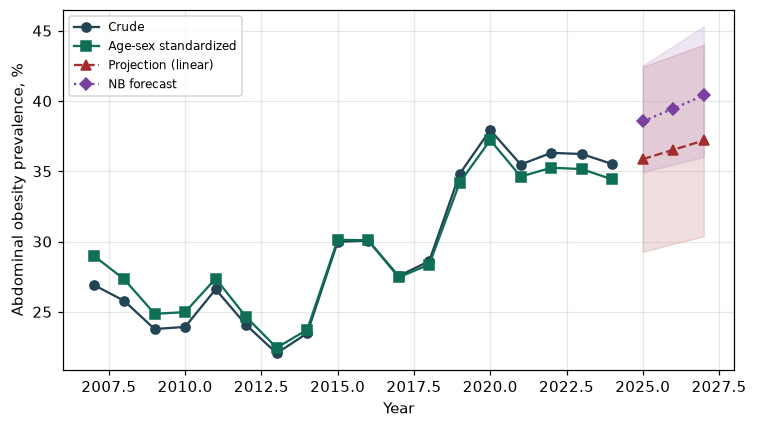 Crude
Age-sex standardized
Projection (linear)
NB forecast
Abdominal obesity prevalence, %
45
40
35
30
25
2007.5 2010.0 2012.5 2015.0 2017.5 2020.0 2022.5 2025.0 2027.5
Year